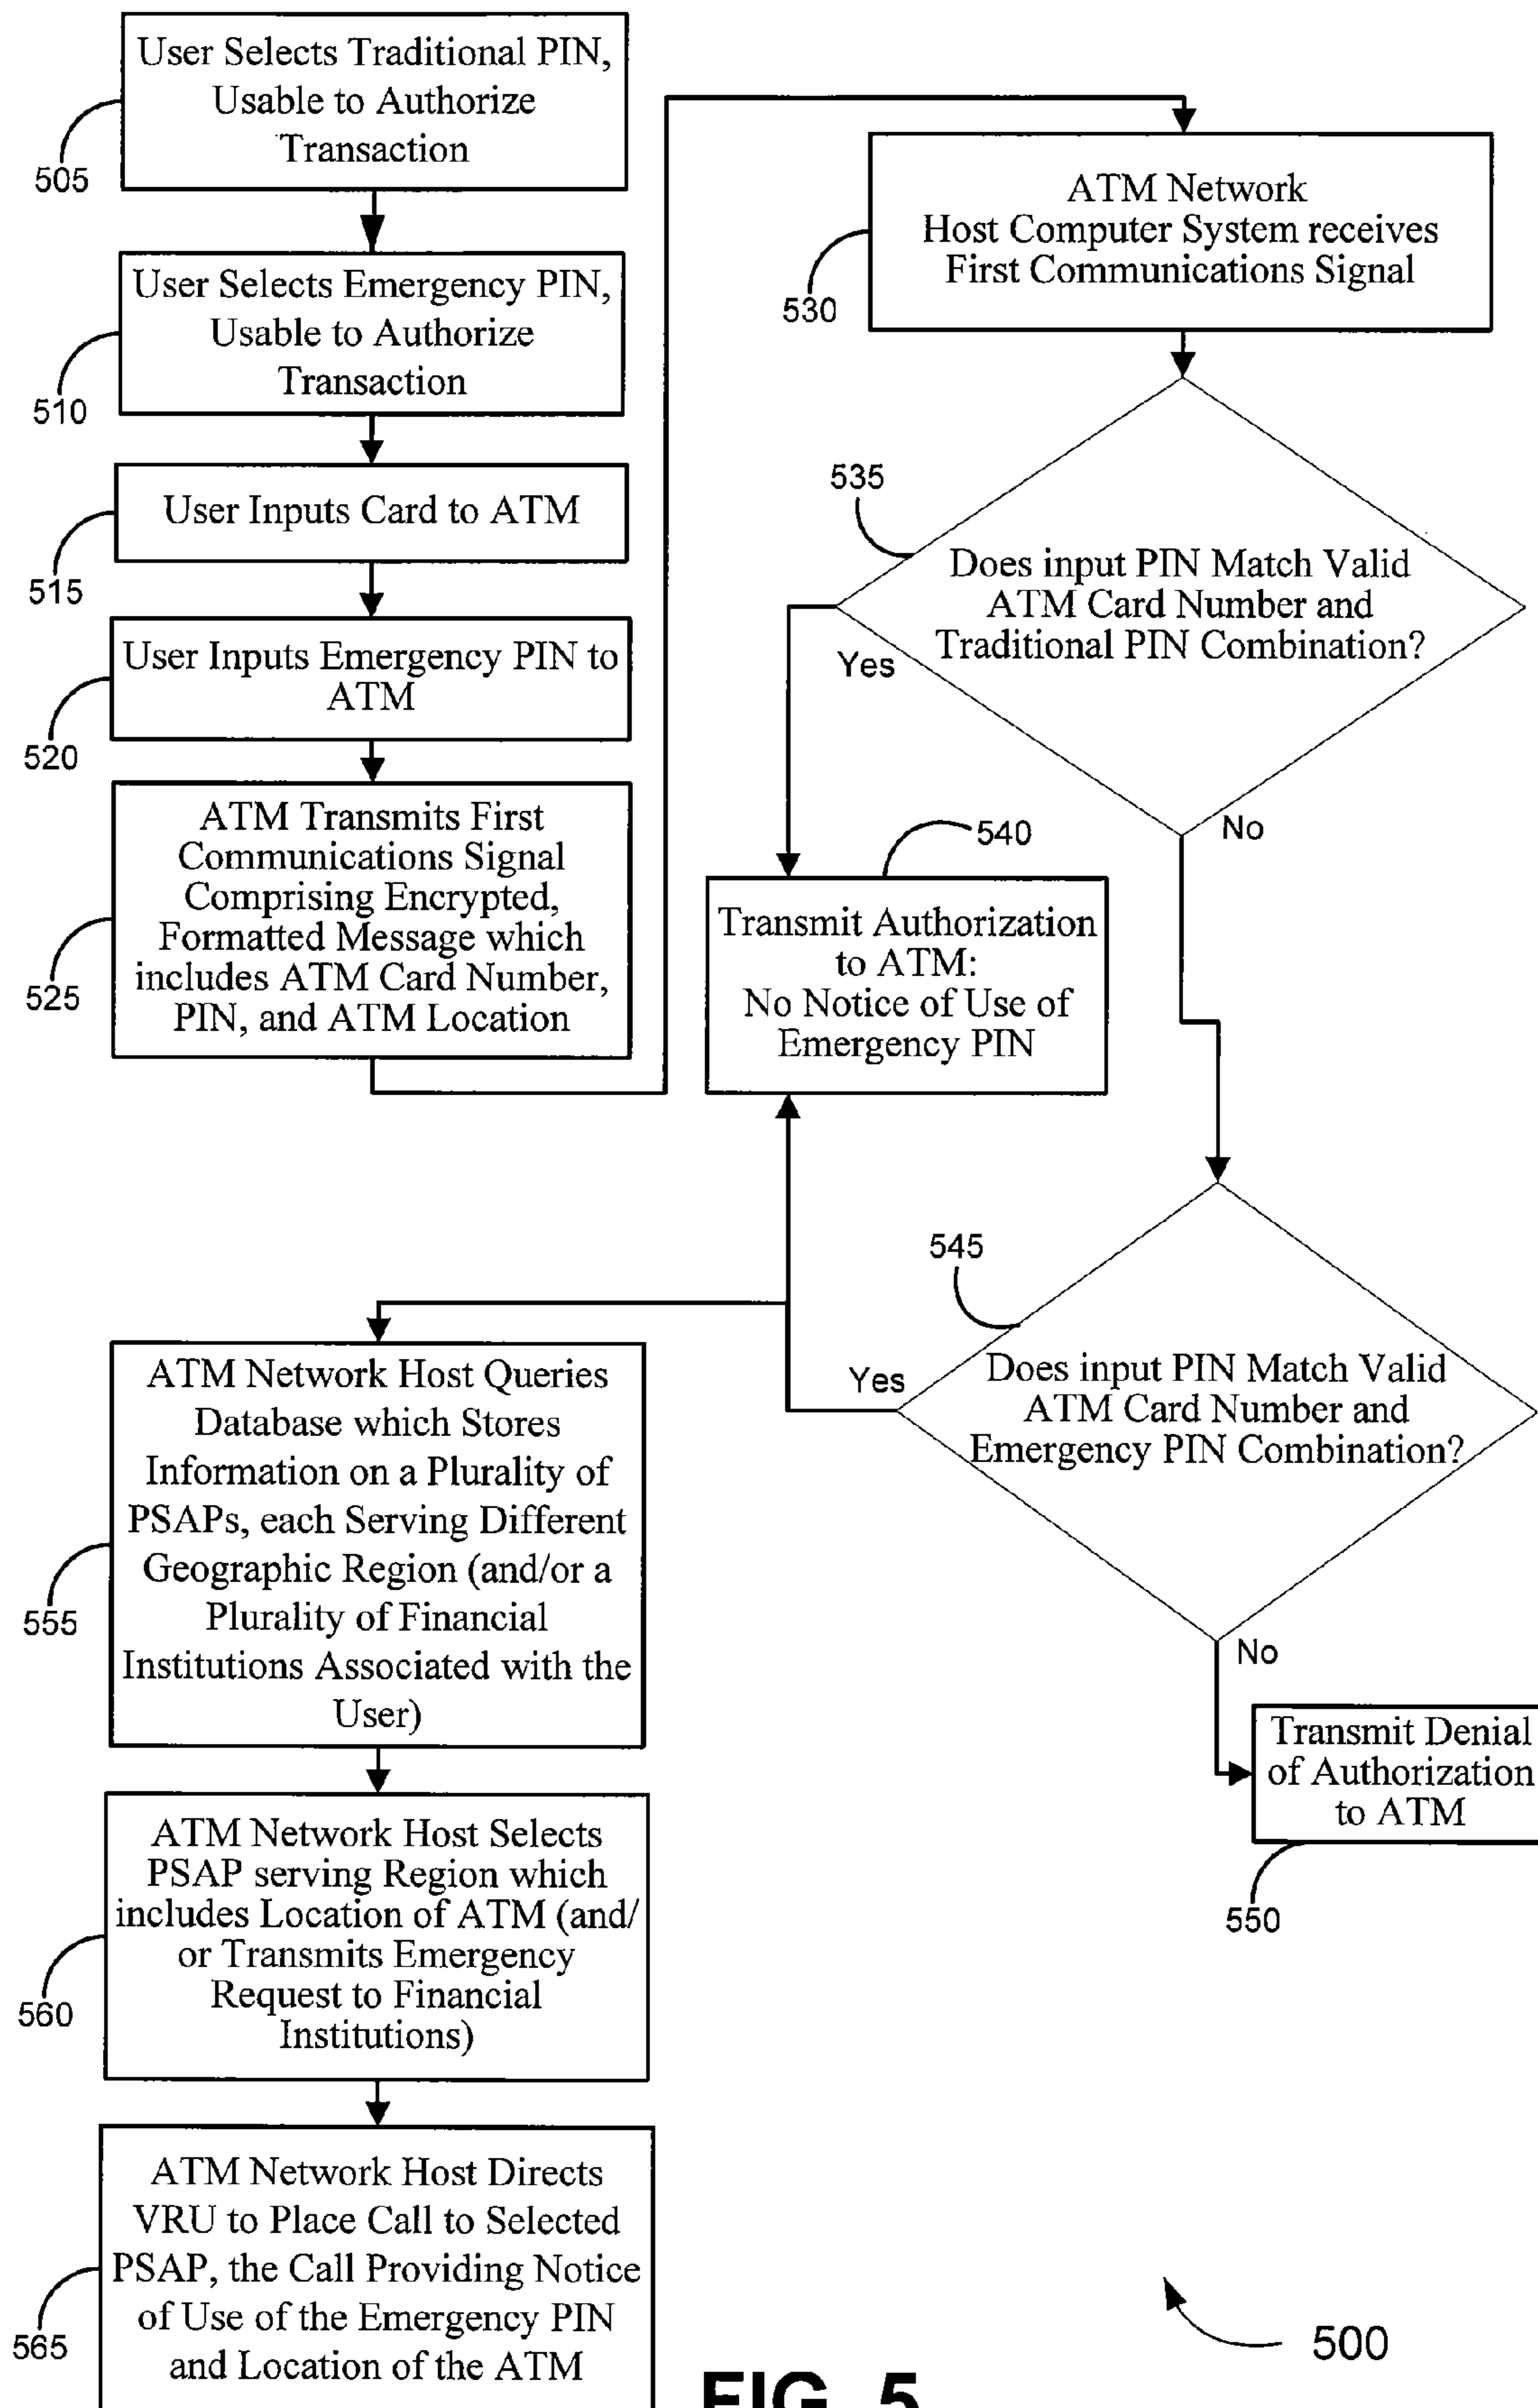 User Selects Traditional PIN,
Usable to Authorize
Transaction
505
User Selects Emergency PIN,
Usable to Authorize
Transaction
510
User Inputs Card to ATM
515
User Inputs Emergency PIN to
ATM
520
ATM Transmits First
Communications Signal
Comprising Encrypted,
Formatted Message which
includes ATM Card Number,
PIN, and ATM Location
525
ATM Network
Host Computer System receives
First Communications Signal
530
535
Does input PIN Match Valid
ATM Card Number and
Traditional PIN Combination?
Yes
No
540
Transmit Authorization
to ATM:
No Notice of Use of
Emergency PIN
545
Does input PIN Match Valid
ATM Card Number and
Emergency PIN Combination?
Yes
No
Transmit Denial
of Authorization
to ATM
550
ATM Network Host Queries
Database which Stores
Information on a Plurality of
PSAPs, each Serving Different
Geographic Region (and/or a
Plurality of Financial
Institutions Associated with the
User)
555
ATM Network Host Selects
PSAP serving Region which
includes Location of ATM (and/
or Transmits Emergency
Request to Financial
Institutions)
560
ATM Network Host Directs
VRU to Place Call to Selected
PSAP, the Call Providing Notice
of Use of the Emergency PIN
and Location of the ATM
565
500
FIG. 5